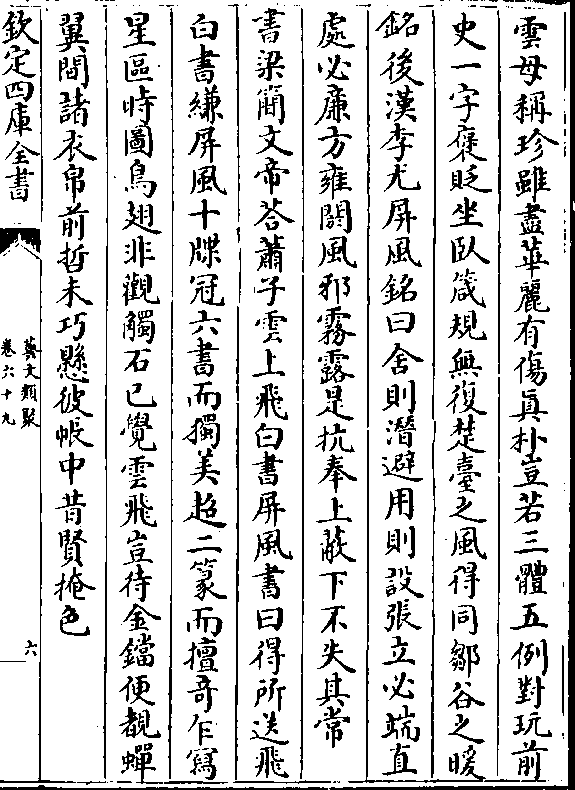 雲母稱珍雖盡華麗有傷真朴豈若三體五例對玩前
史一字褒貶坐臥箴規無復楚臺之風得同鄒谷之暖
銘後漢李尤屏風銘曰舍則潛避用則設張立必端直
處必廉方雍閼風邪霧露是抗奉上蔽下不失其常
書梁簡文帝答蕭子雲上飛白書屏風書曰得所送飛
白書縑屏風十牒冠六書而獨美超二篆而擅奇乍寫
星區時圖鳥翅非觀觸石已覺雲飛豈待金鐺便覩蟬
翼間諸衣帛前哲未巧懸彼帳中昔賢掩色
欽定四庫全書
藝文類聚
卷六十九
六